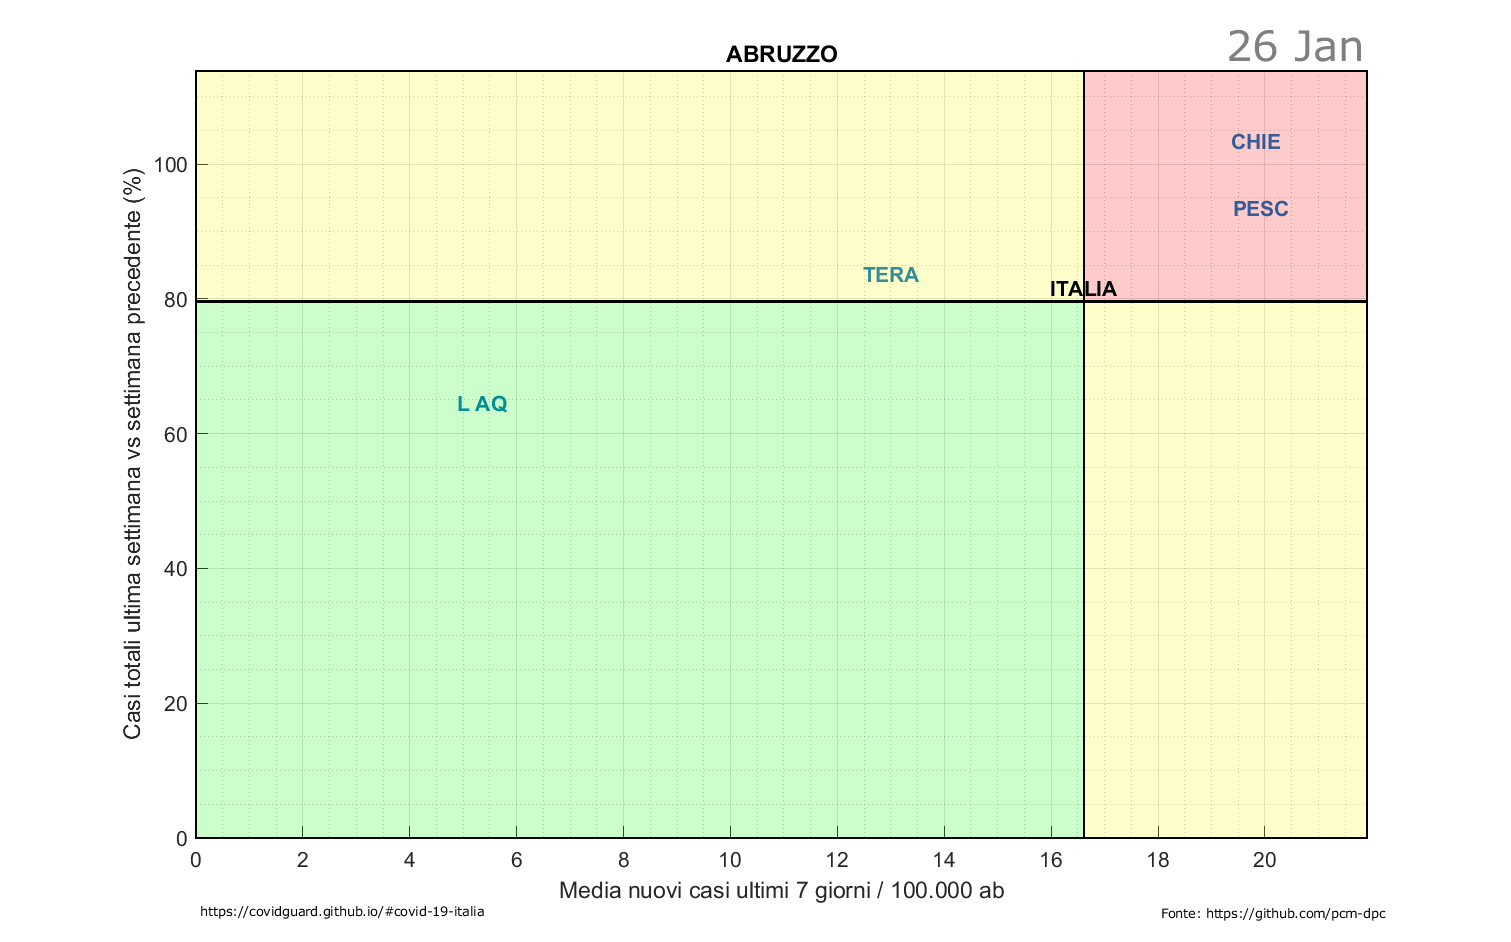 26 Jan
ABRUZZO
Casi totali ultima settimana vs settimana precedente (%)
100
80
60
40
20
0
CHIE
PESC
TERA
ITALIA
L AQ
0 2 4 6 8 10 12 14 16 18 20
Media nuovi casi ultimi 7 giorni / 100.000 ab
https://covidguard.github.io/#covid-19-italia
Fonte: https://github.com/pcm-dpc